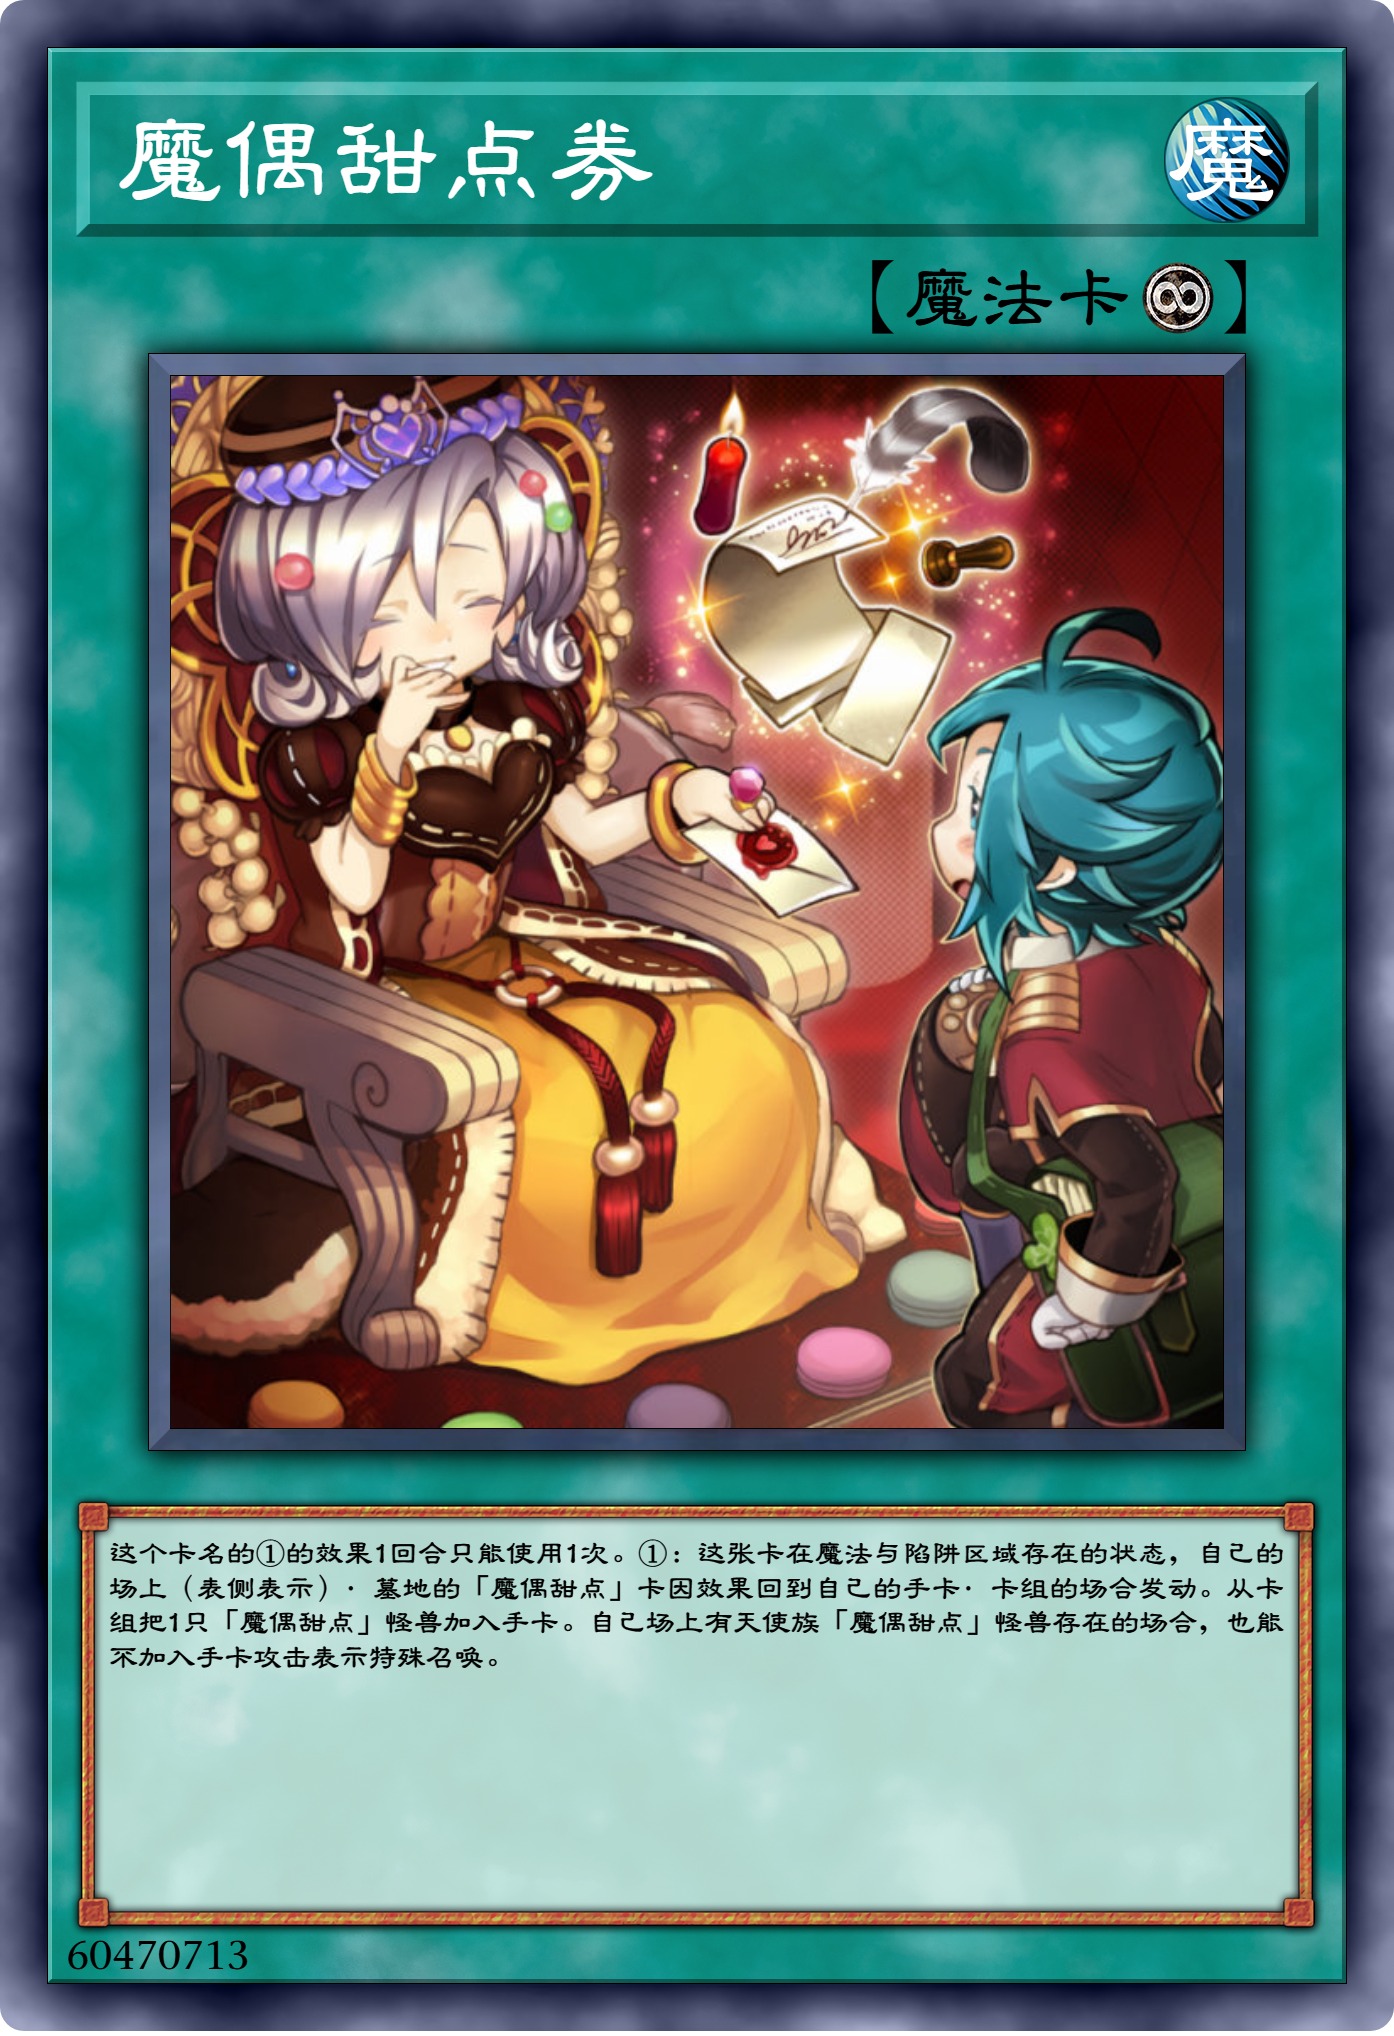 魔偶甜点券
魔
【魔法卡】
这个卡名的①的效果1回合只能使用1次。①：这张卡在魔法与陷阱区域存在的状态，自己的
场上（表侧表示）·墓地的「魔偶甜点」卡因效果回到自己的手卡·卡组的场合发动。从卡
组把1只「魔偶甜点」怪兽加入手卡。自己场上有天使族「魔偶甜点」怪兽存在的场合，也能
不加入手卡攻击表示特殊召唤。
60470713